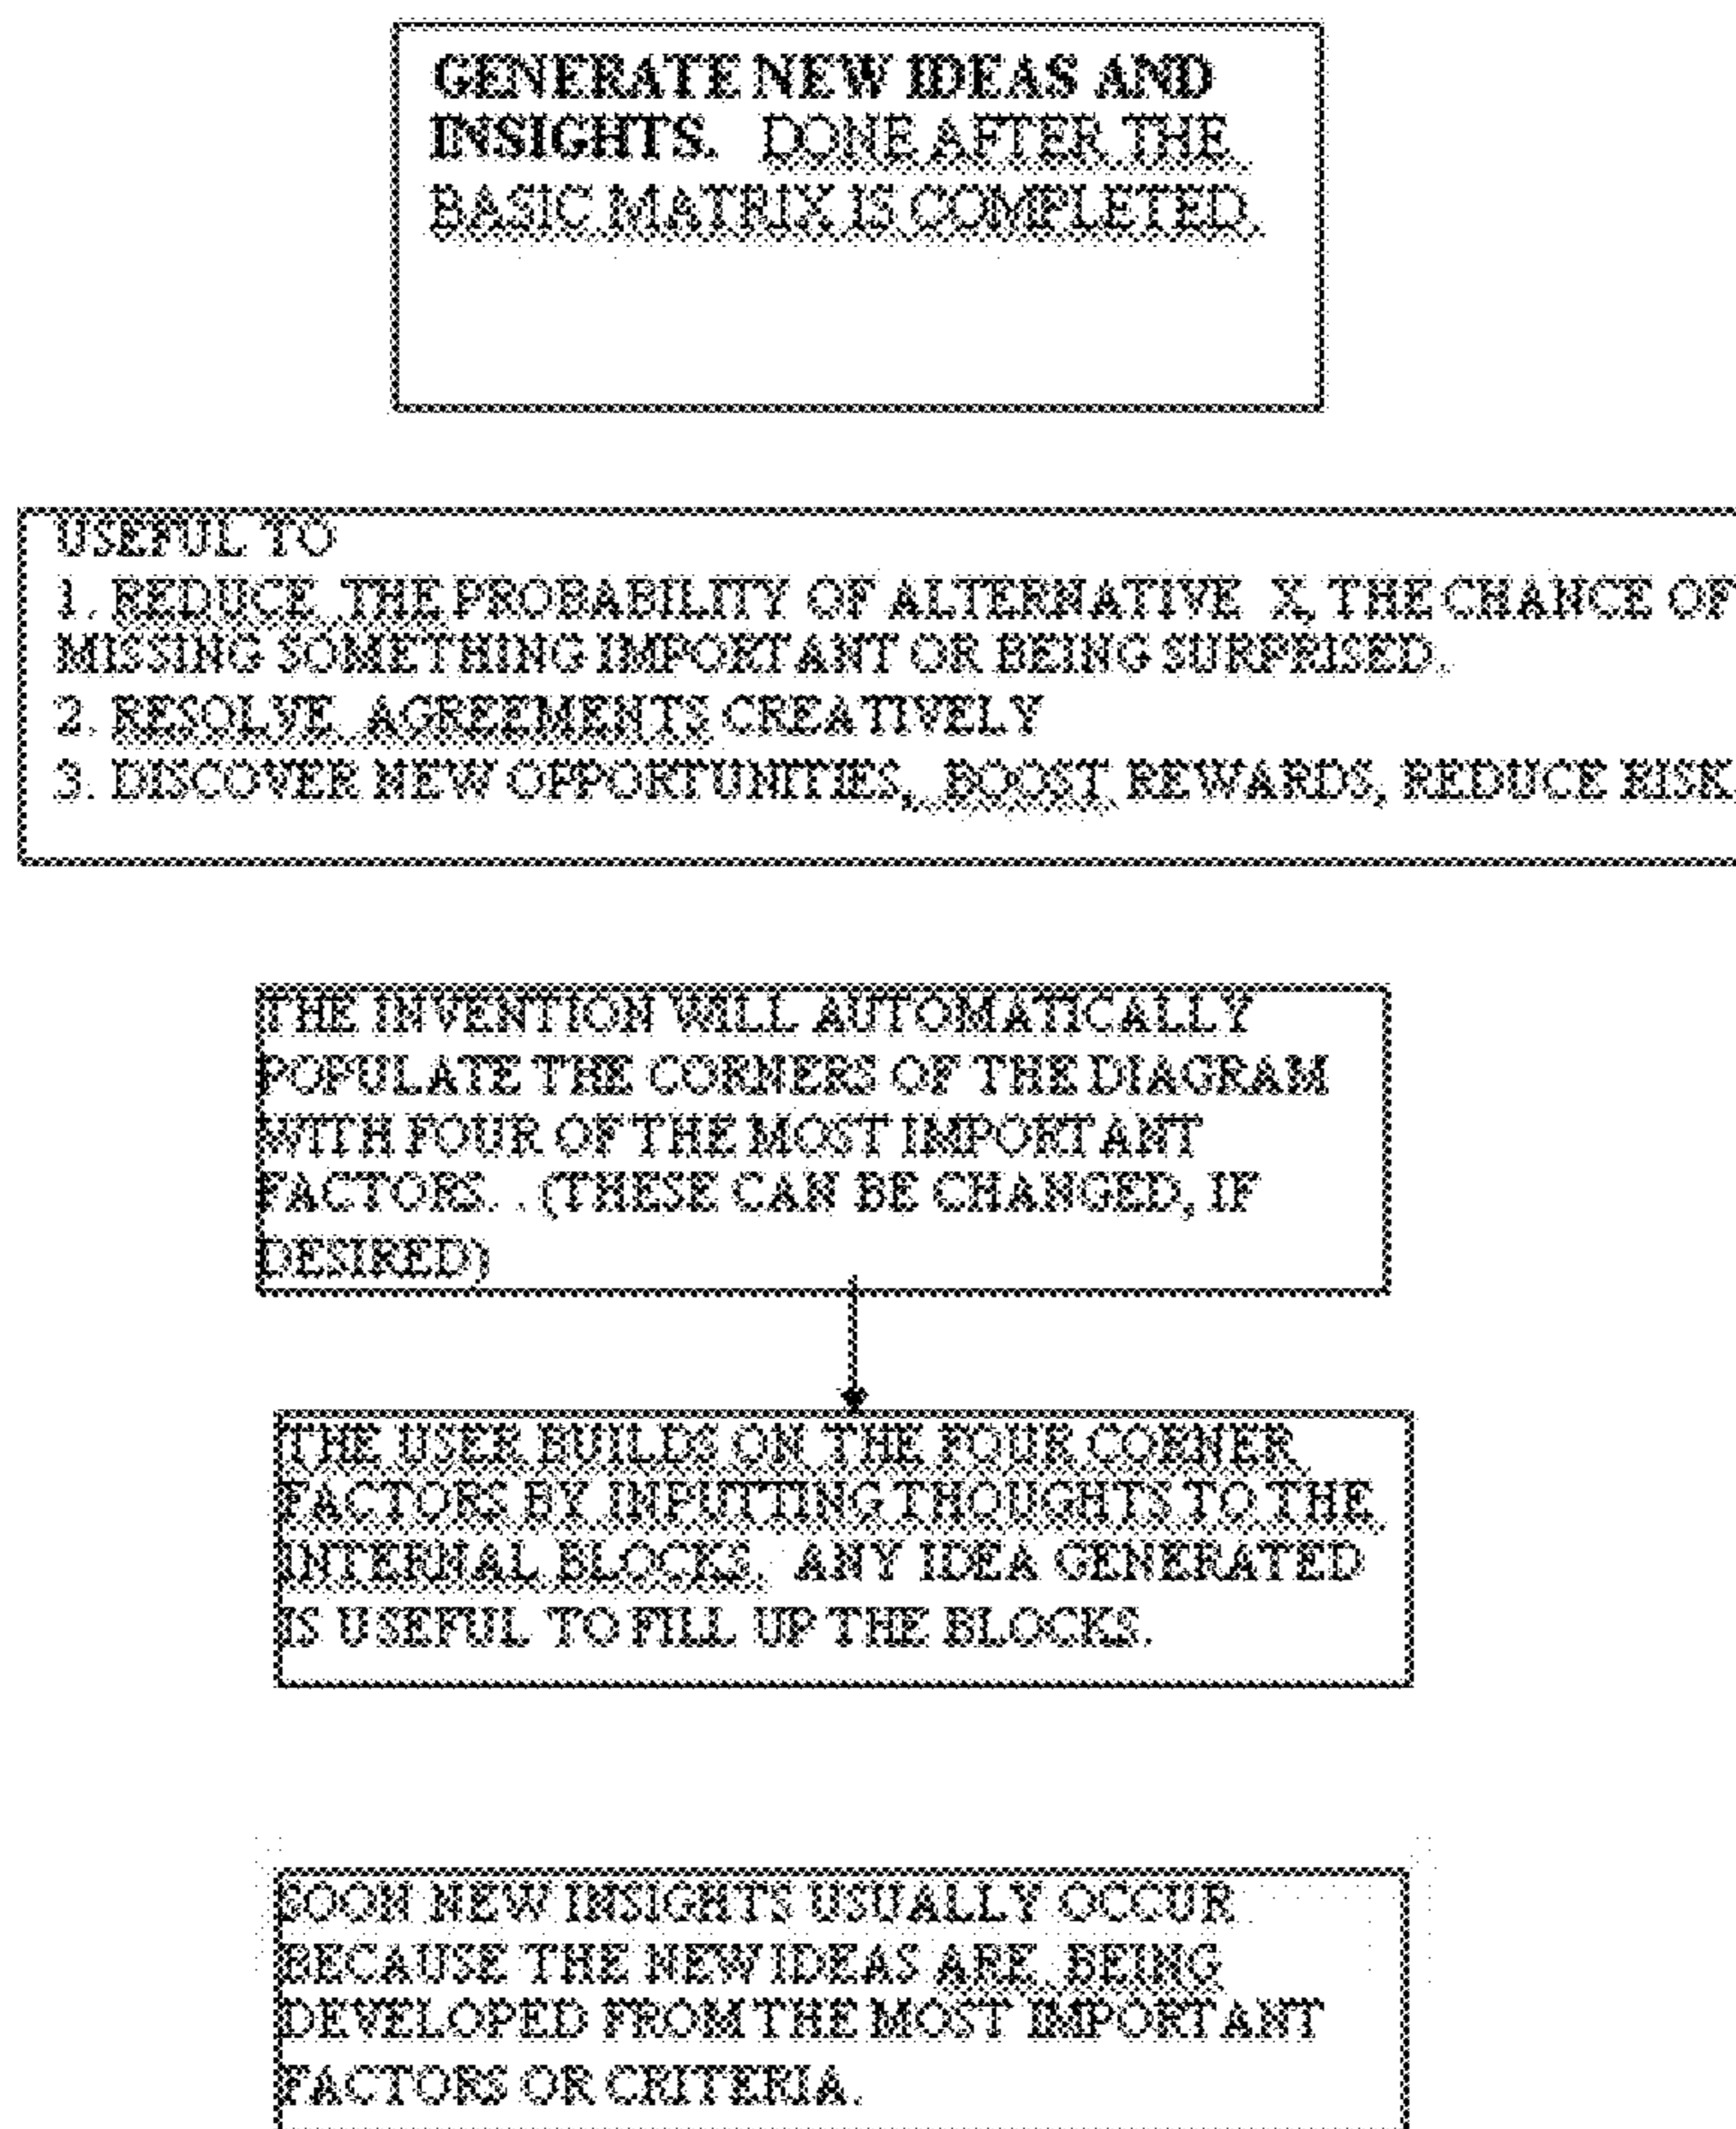 GENERATE NEW IDEAS AND
INSIGHTS. DONE AFTER THE
BASIC MATRIX IS COMPLETED.
USEFUL TO
1. REDUCE THE PROBABILITY OF ALTERNATIVE X, THE CHANCE OF
MISSING SOMETHING IMPORTANT OR BEING SURPRISED.
2. RESOLVE AGREEMENTS CREATIVELY
3. DISCOVER NEW OPPORTUNITIES, BOOST REWARDS, REDUCE RISK
THE INVENTION WILL AUTOMATICALLY
POPULATE THE CORNERS OF THE DIAGRAM
WITH FOUR OF THE MOST IMPORTANT
FACTORS. . (THESE CAN BE CHANGED, IF
DESIRED)
THE USER BUILDS ON THE FOUR CORNER
FACTORS BY INPUTTING THOUGHTS TO THE
INTERNAL BLOCKS. ANY IDEA GENERATED
IS USEFUL TO FILL UP THE BLOCKS.
SOON NEW INSIGHTS USUALLY OCCUR
BECAUSE THE NEW IDEAS ARE BEING
DEVELOPED FROM THE MOST IMPORTANT
FACTORS OR CRITERIA.